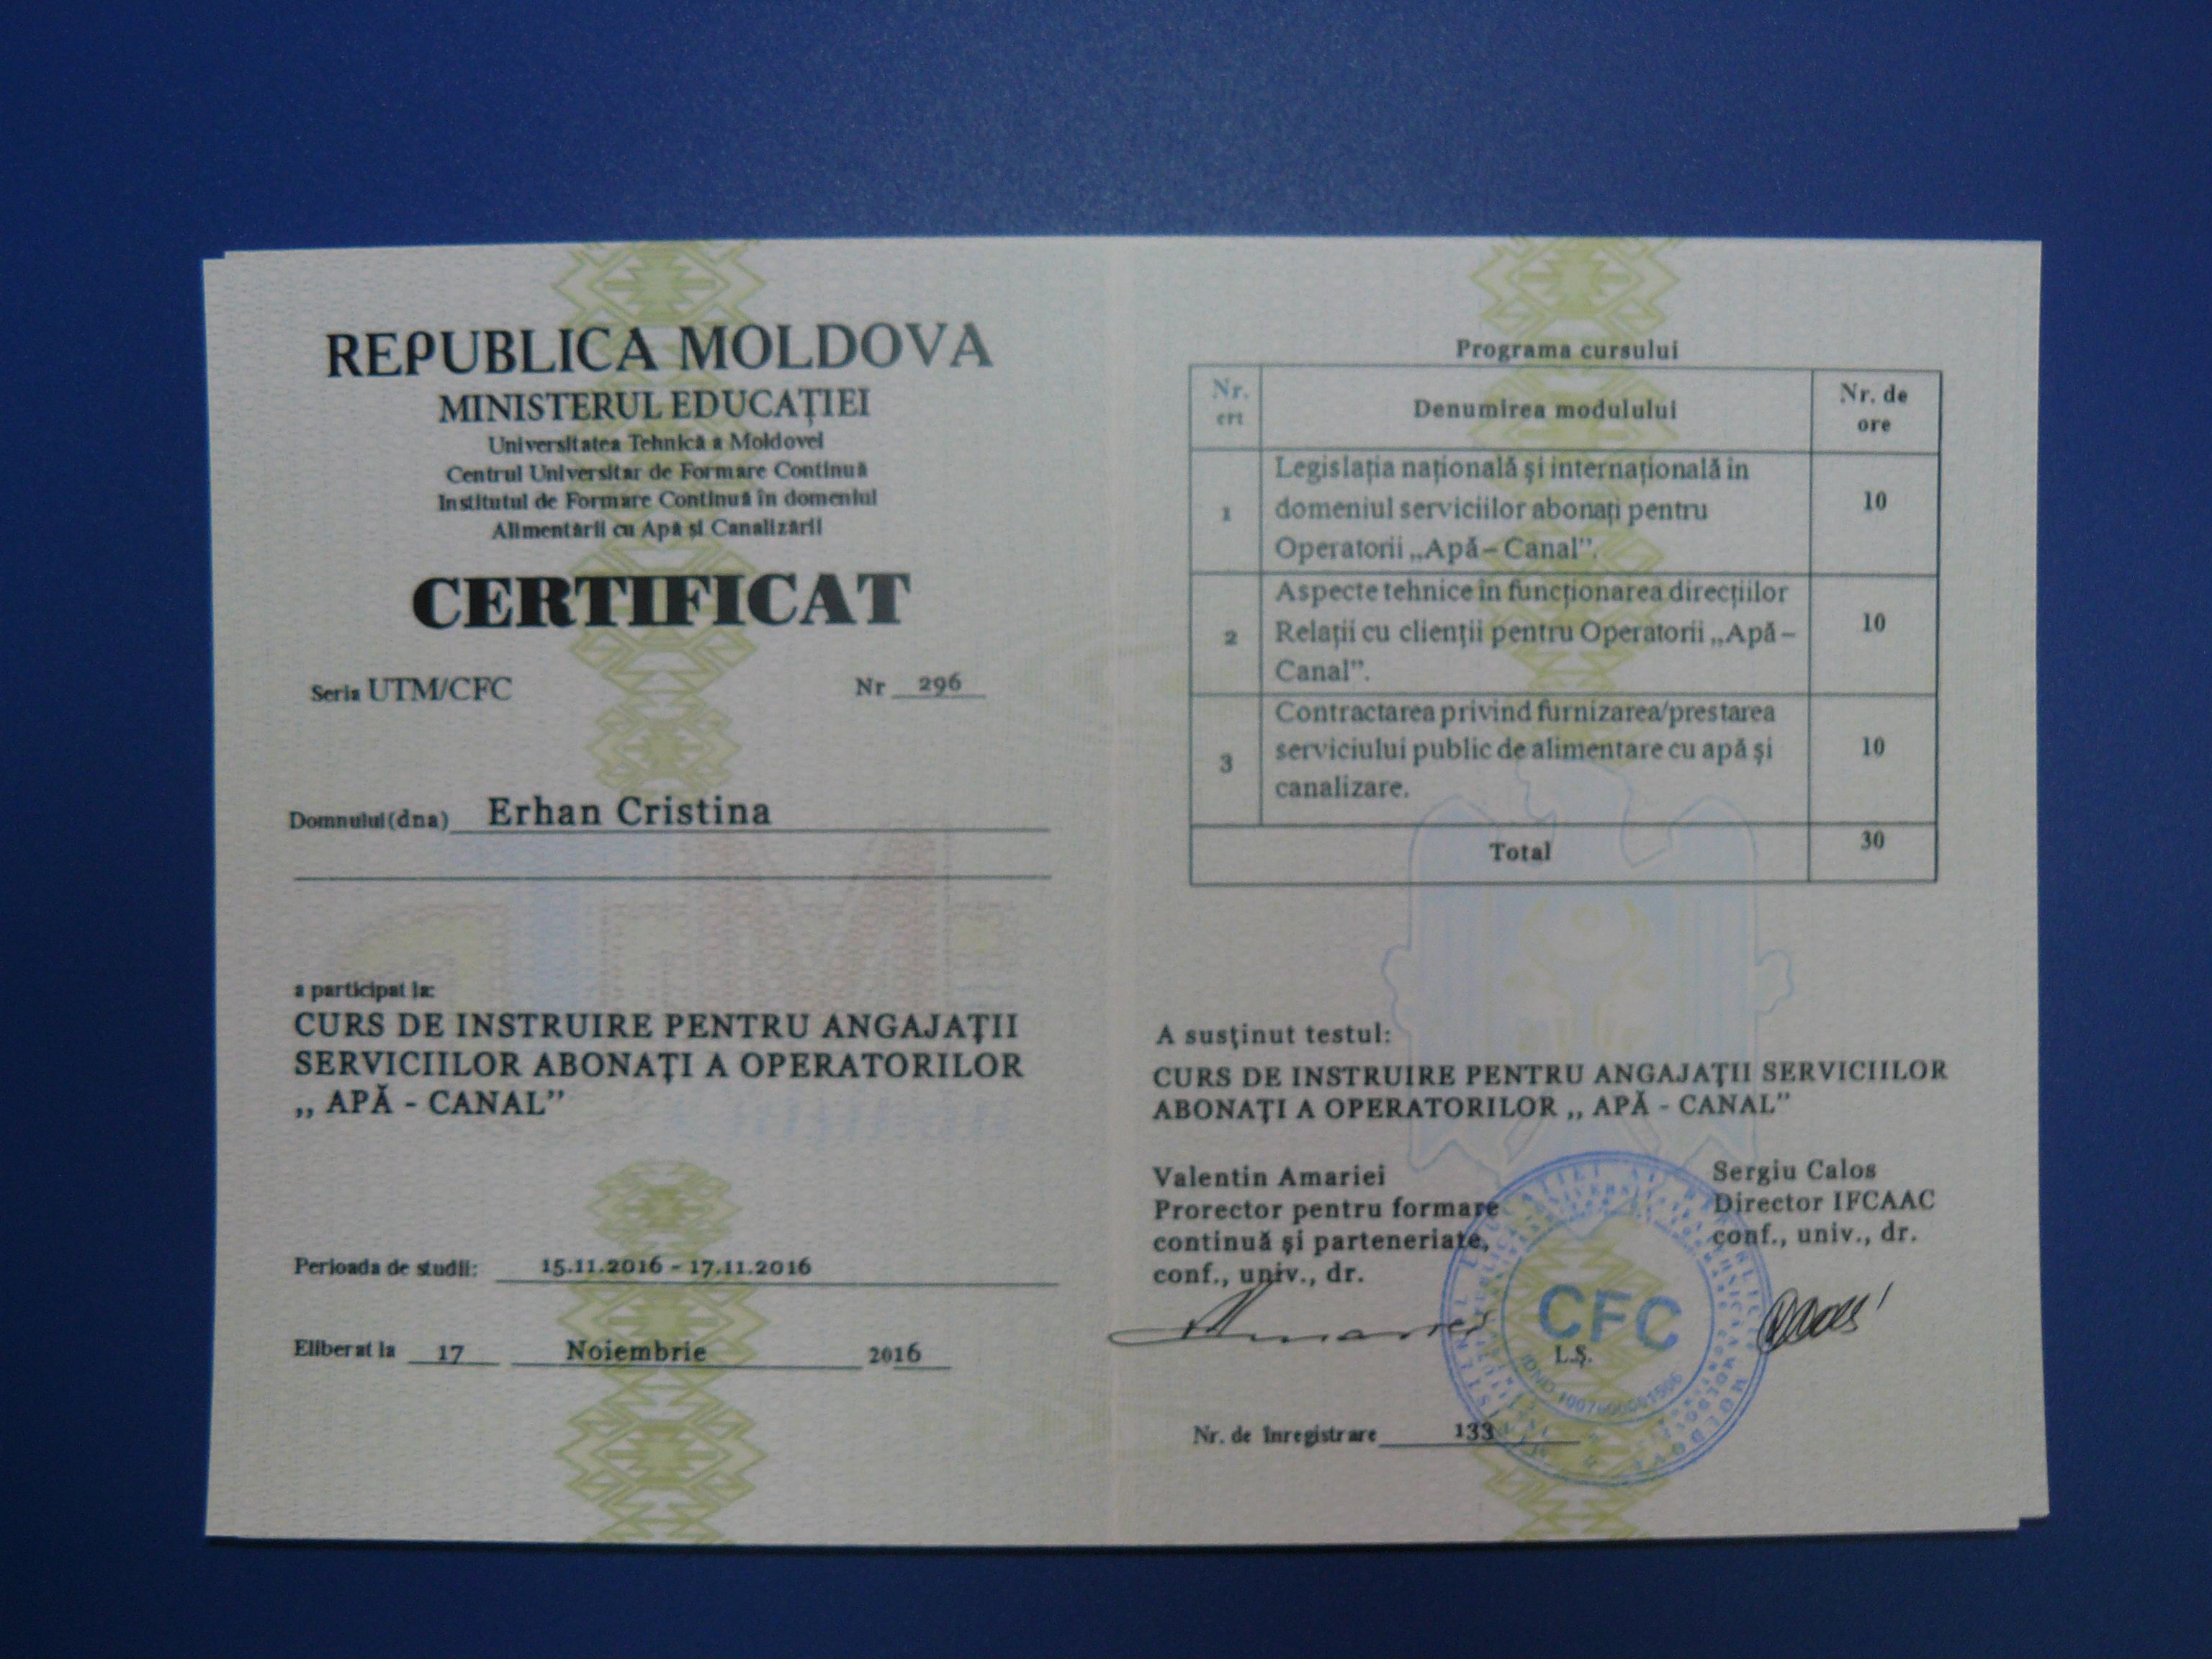 REPUBLICA MOLDOVA
MINISTERUL EDUCAȚIEI
Universitatea Tehnică a Moldovei
Centrul Universitar de Formare Continuă
Institutul de Formare Continuă în domeniul
Alimentării cu Apă și Canalizării
CERTIFICAT
Seria UTM/CFC Nr 296
Domnului(dna) Erhan Cristina
a participat la:
CURS DE INSTRUIRE PENTRU ANGAJAȚII
SERVICIILOR ABONAȚI A OPERATORILOR
,, APĂ - CANAL”
Perioada de studii: 15.11.2016 - 17.11.2016
Eliberat la 17 Noiembrie 2016
Programa cursului
Nr. crt Denumirea modulului Nr. de ore
1 Legislația națională și internațională in
domeniul serviciilor abonați pentru
Operatorii „Apă – Canal”.
10
2 Aspecte tehnice în funcționarea direcțiilor
Relații cu clienții pentru Operatorii „Apă –
Canal”.
10
3 Contractarea privind furnizarea/prestarea
serviciului public de alimentare cu apă și
canalizare.
10
Total 30
A susținut testul:
CURS DE INSTRUIRE PENTRU ANGAJAȚII SERVICIILOR
ABONAȚI A OPERATORILOR ,, APĂ - CANAL”
Valentin Amariei
Prorector pentru formare
continuă și parteneriate,
conf., univ., dr.
Sergiu Calos
Director IFCAAC
conf., univ., dr.
CFC
L.Ș.
Nr. de înregistrare 133